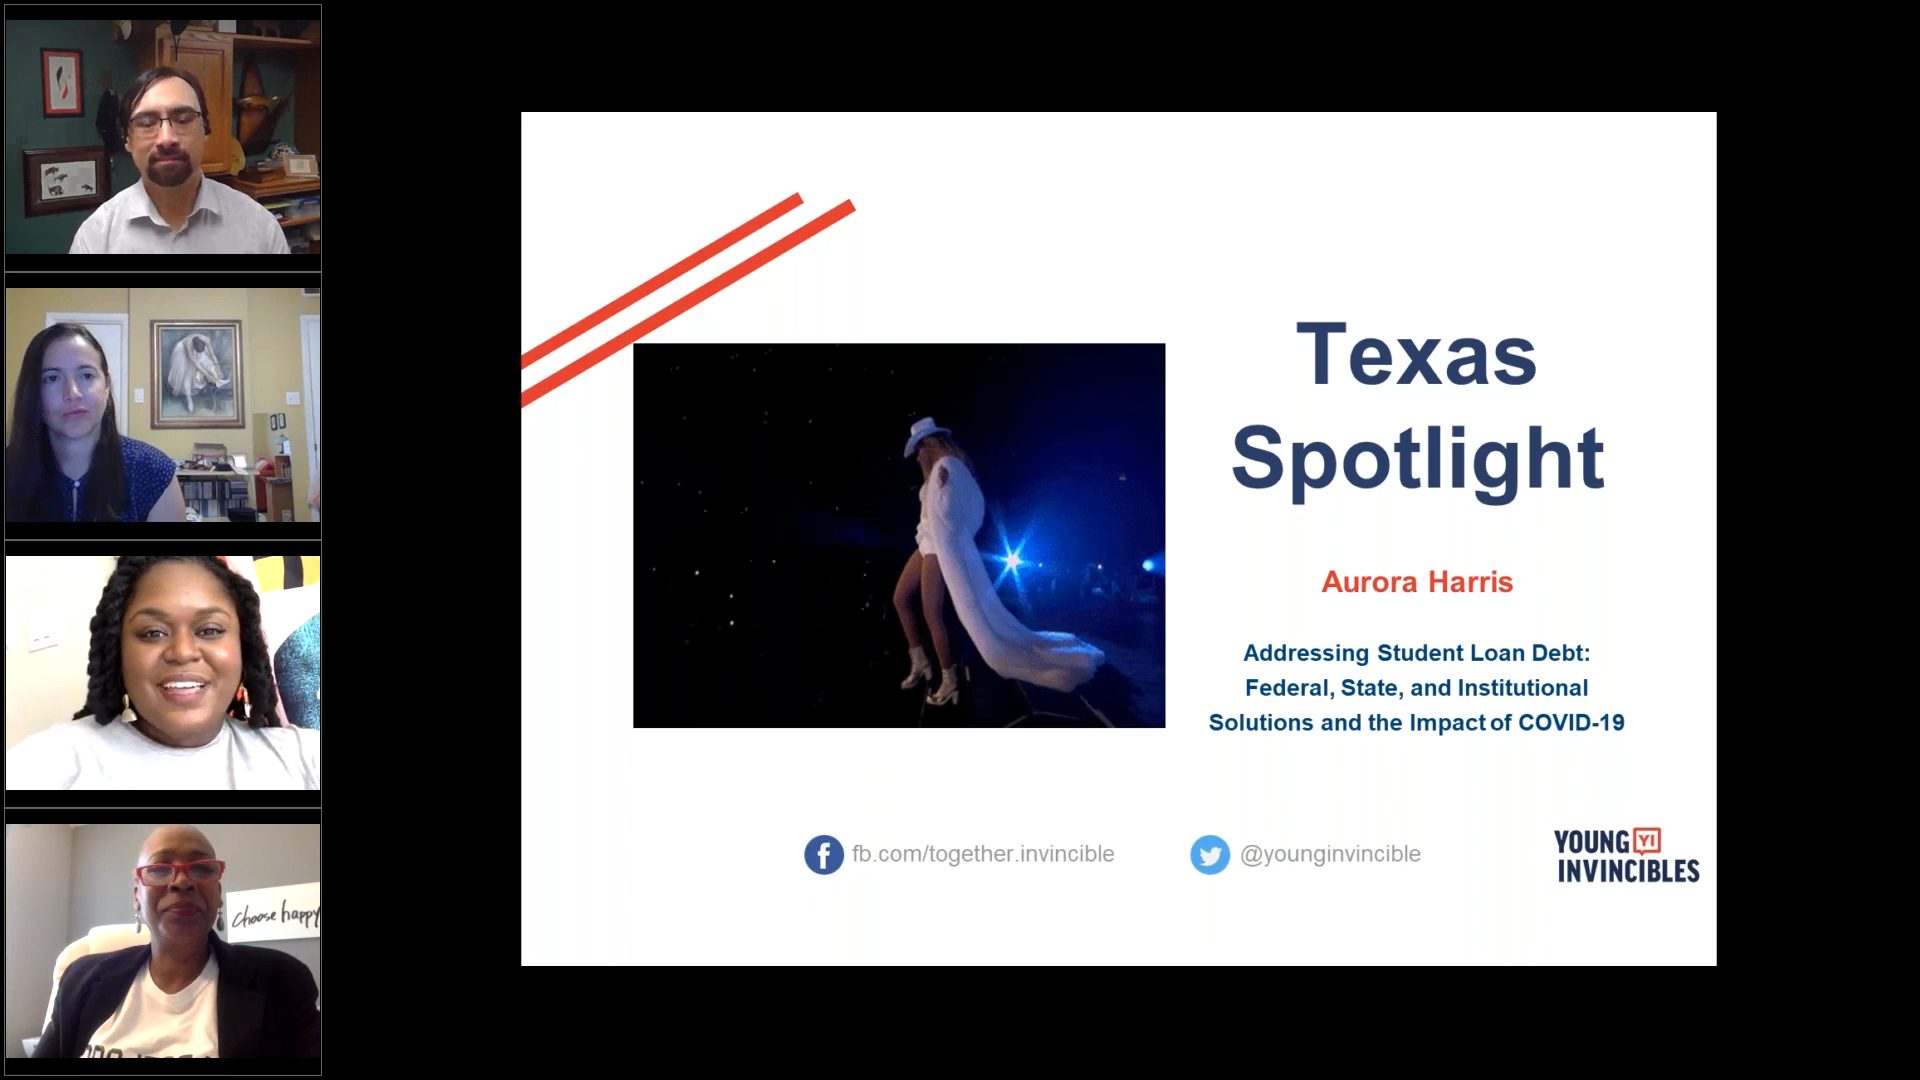 Texas
Spotlight
Aurora Harris
Addressing Student Loan Debt:
Federal, State, and Institutional
Solutions and the Impact of COVID-19
fb.com/together.invincible
@younginvincible
YOUNG YI
INVINCIBLES
choose happy